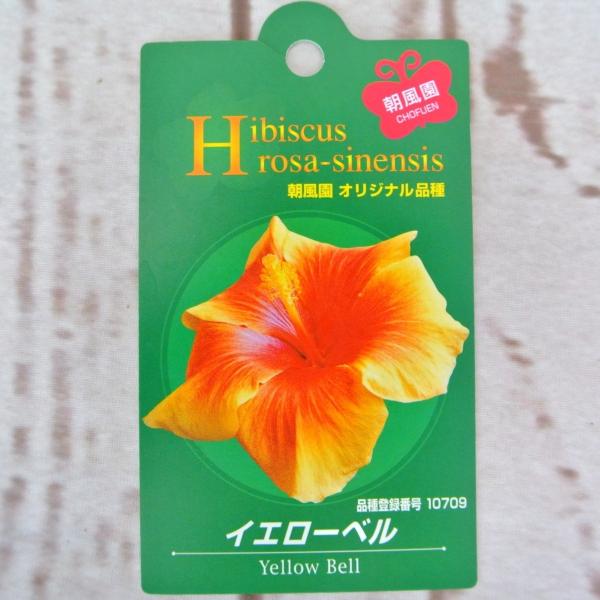 朝風園
CHOFUEN
Hibiscus
rosa-sinensis
朝風園 オリジナル品種
品種登録番号 10709
イエローベル
Yellow Bell